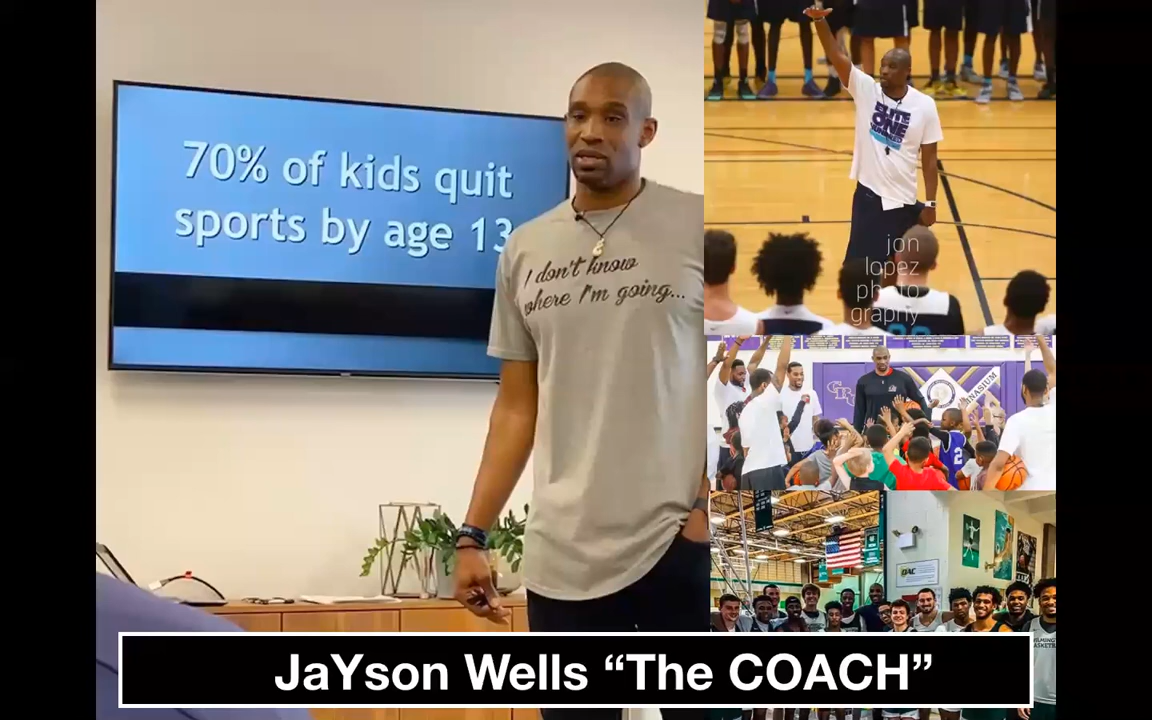 70% of kids quit
sports by age 13
I don't know
where I'm going...
ELITE
ONE
jon
lopez
photo
graphy
2
JaYson Wells “The COACH”